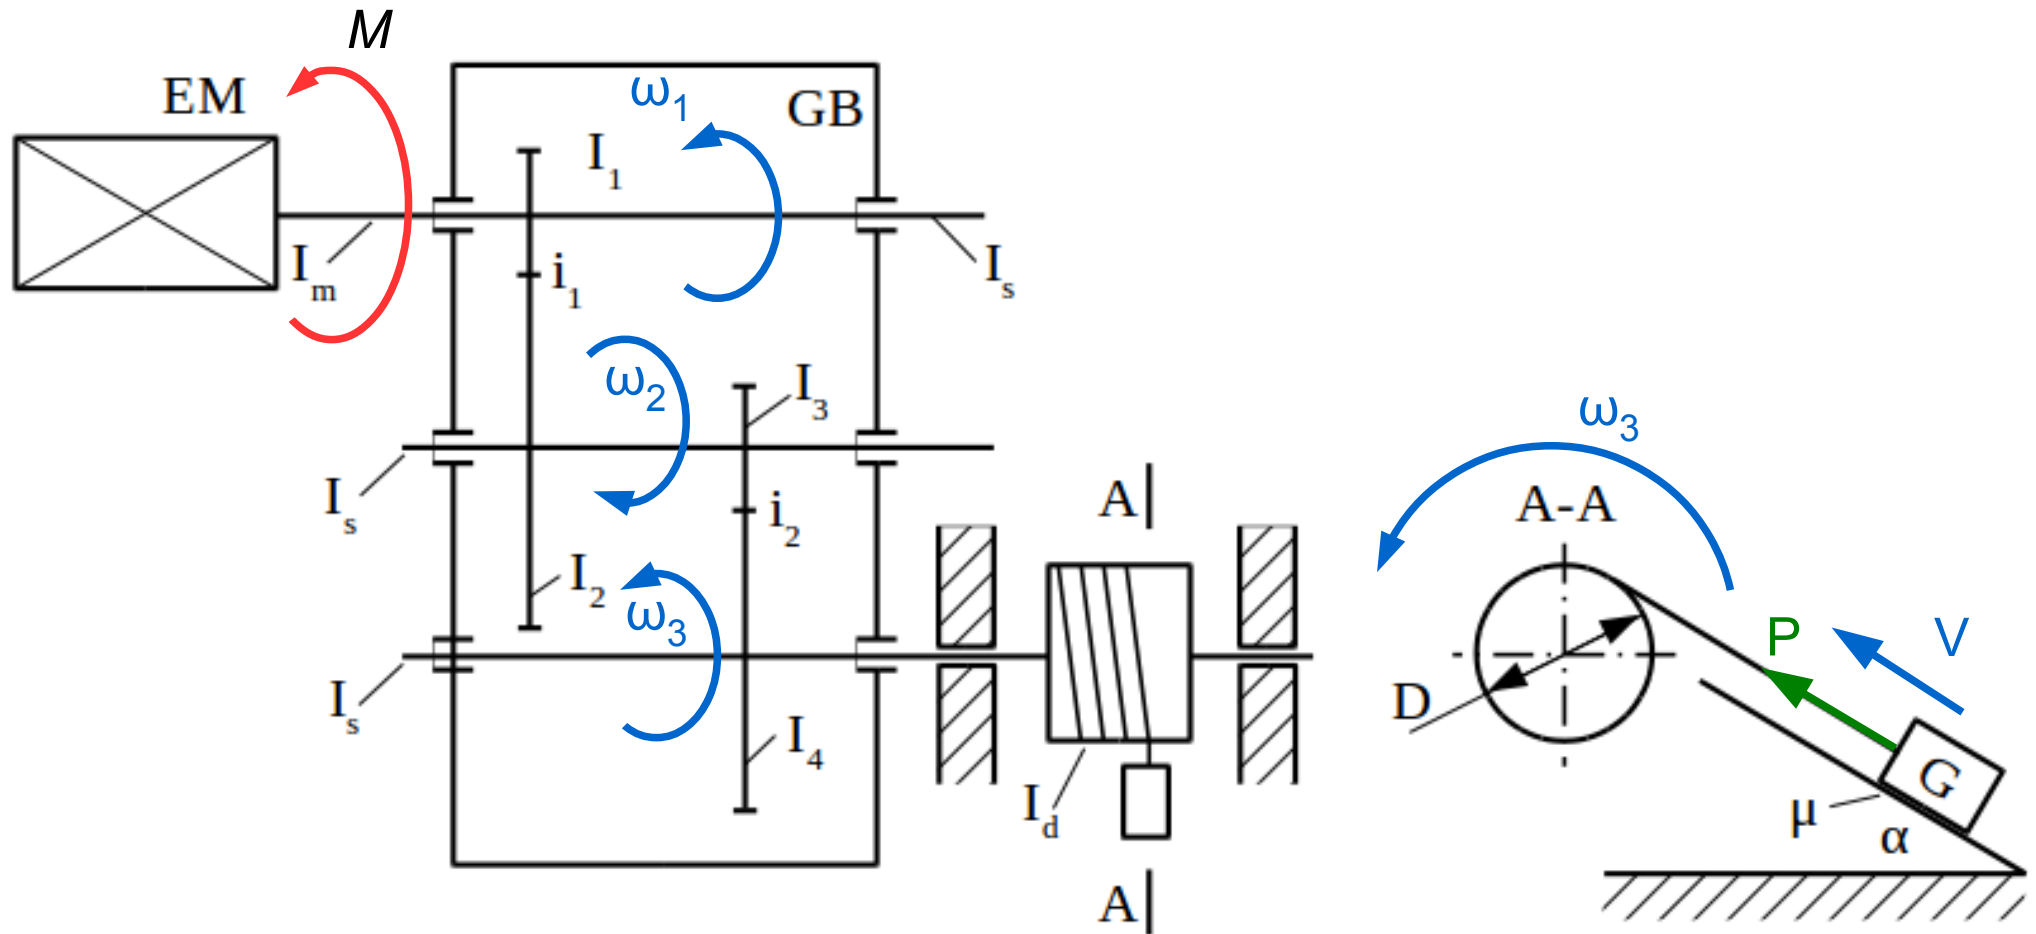 M
EM
ω1
GB
I1
Im
i1
Is
ω2
I3
ω3
Is
i2
A
A-A
I2
ω3
P
V
Is
D
I4
G
Id
μ
α
A